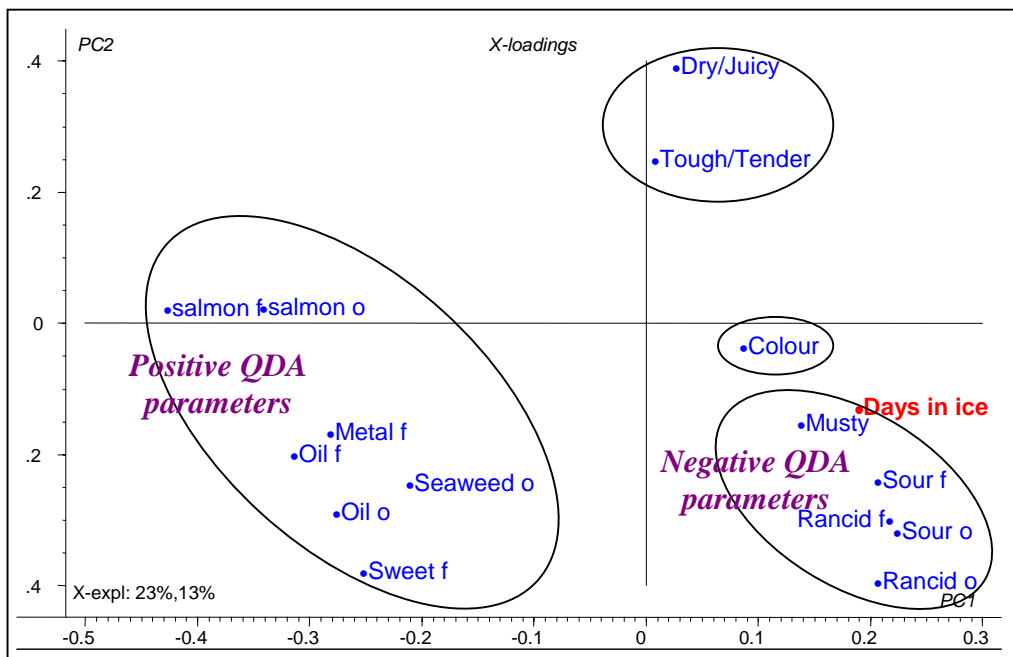 PC2
X-loadings
.4
Dry/Juicy
Tough/Tender
.2
salmon f
salmon o
0
Colour
Positive QDA
parameters
Days in ice
Musty
Metal f
Oil f
Negative QDA
parameters
.2
Seaweed o
Sour f
Oil o
Rancid f
Sour o
Sweet f
Rancid o
.4
X-expl: 23%,13%
PC1
-0.5 -0.4 -0.3 -0.2 -0.1 0 0.1 0.2 0.3